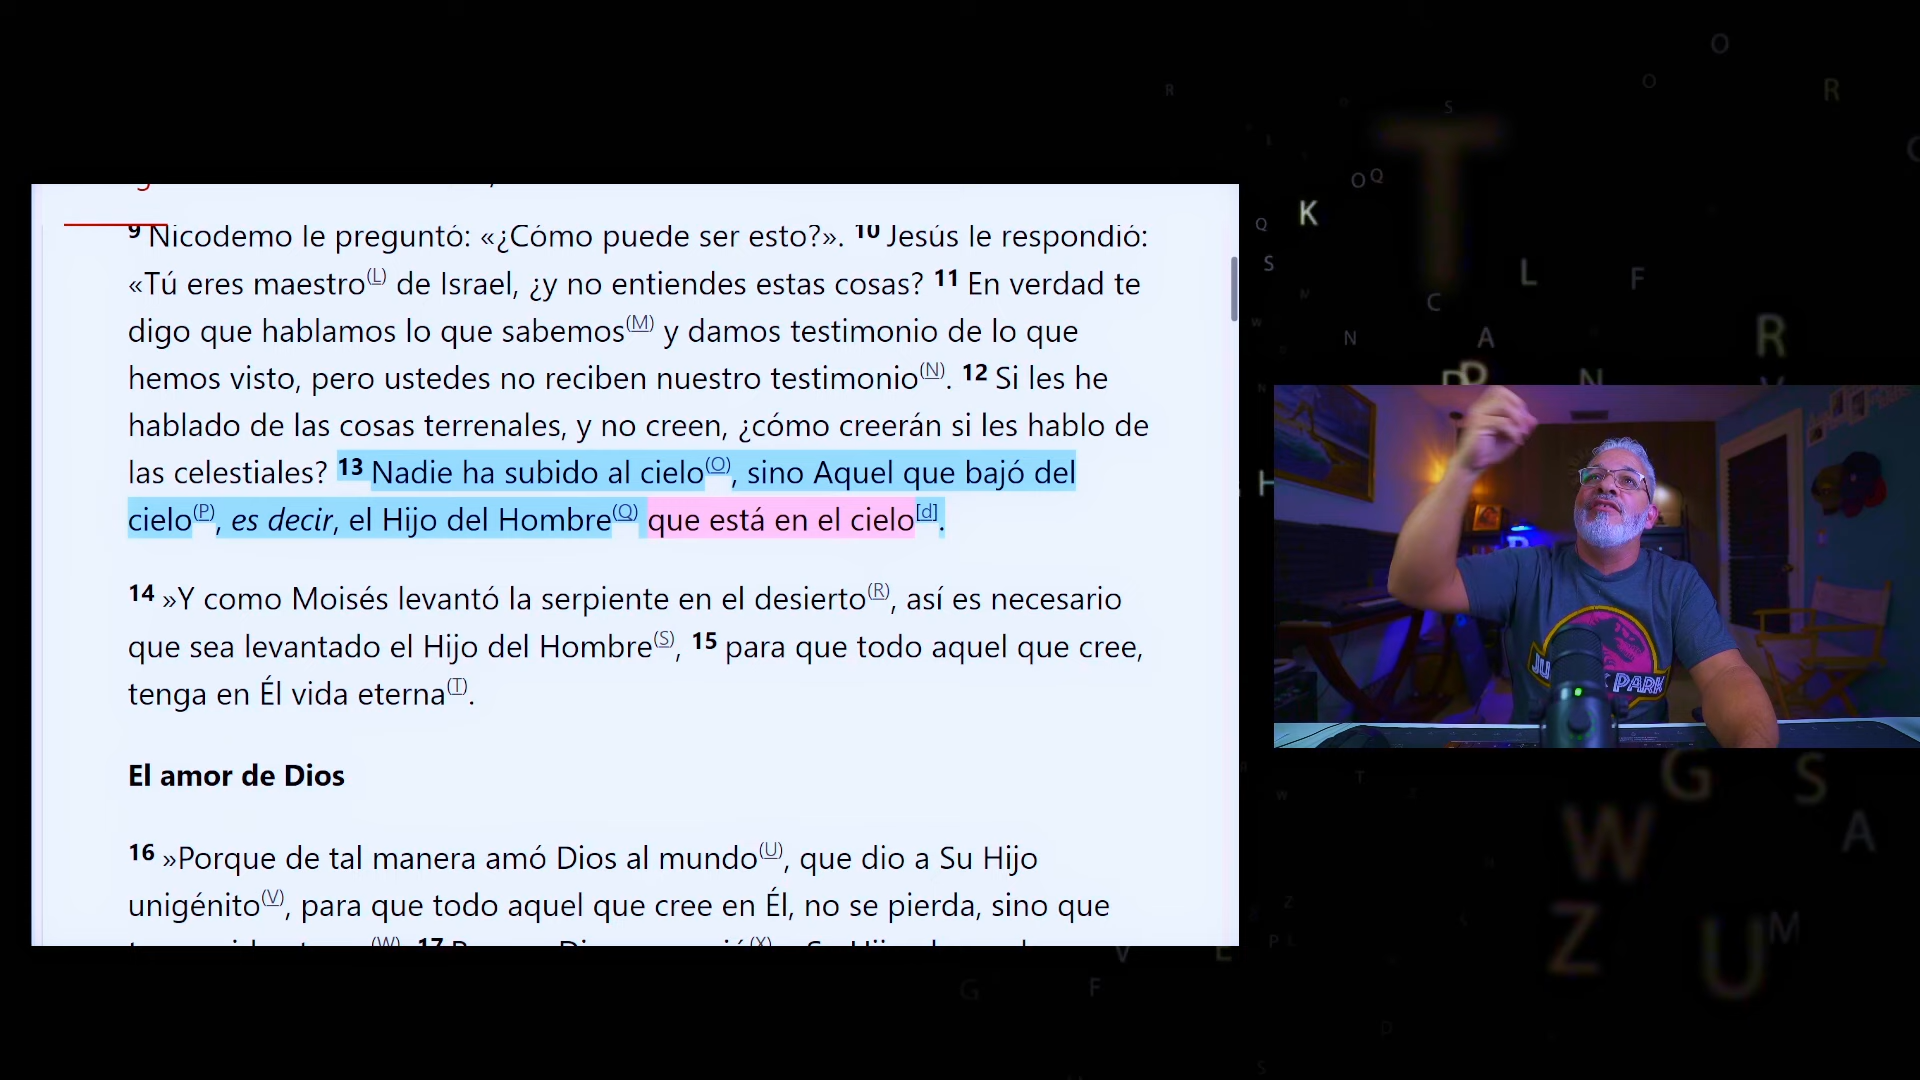 9 Nicodemo le preguntó: «¿Cómo puede ser esto?». 10 Jesús le respondió:
«Tú eres maestro(L) de Israel, ¿y no entiendes estas cosas? 11 En verdad te
digo que hablamos lo que sabemos(M) y damos testimonio de lo que
hemos visto, pero ustedes no reciben nuestro testimonio(N). 12 Si les he
hablado de las cosas terrenales, y no creen, ¿cómo creerán si les hablo de
las celestiales? 13 Nadie ha subido al cielo(O), sino Aquel que bajó del
cielo(P), es decir, el Hijo del Hombre(Q) que está en el cielo[d].
14 »Y como Moisés levantó la serpiente en el desierto(R), así es necesario
que sea levantado el Hijo del Hombre(S), 15 para que todo aquel que cree,
tenga en Él vida eterna(T).
El amor de Dios
16 »Porque de tal manera amó Dios al mundo(U), que dio a Su Hijo
unigénito(V), para que todo aquel que cree en Él, no se pierda, sino que
PARK